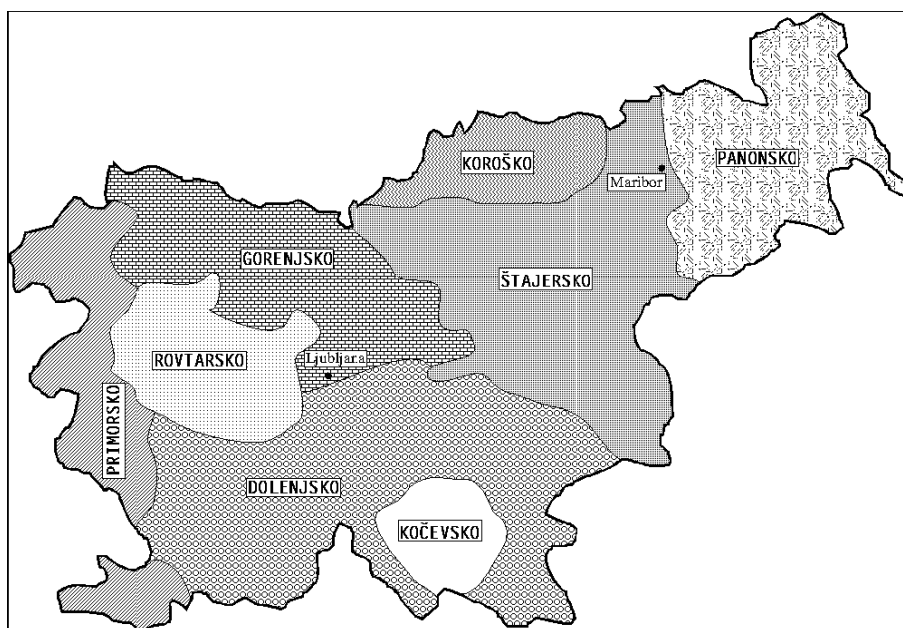 KOROŠKO
PANONSKO
Maribor
GORENJSKO
ŠTAJERSKO
ROVTARSKO
Ljubljana
PRIMORSKO
DOLENJSKO
KOČEVSKO